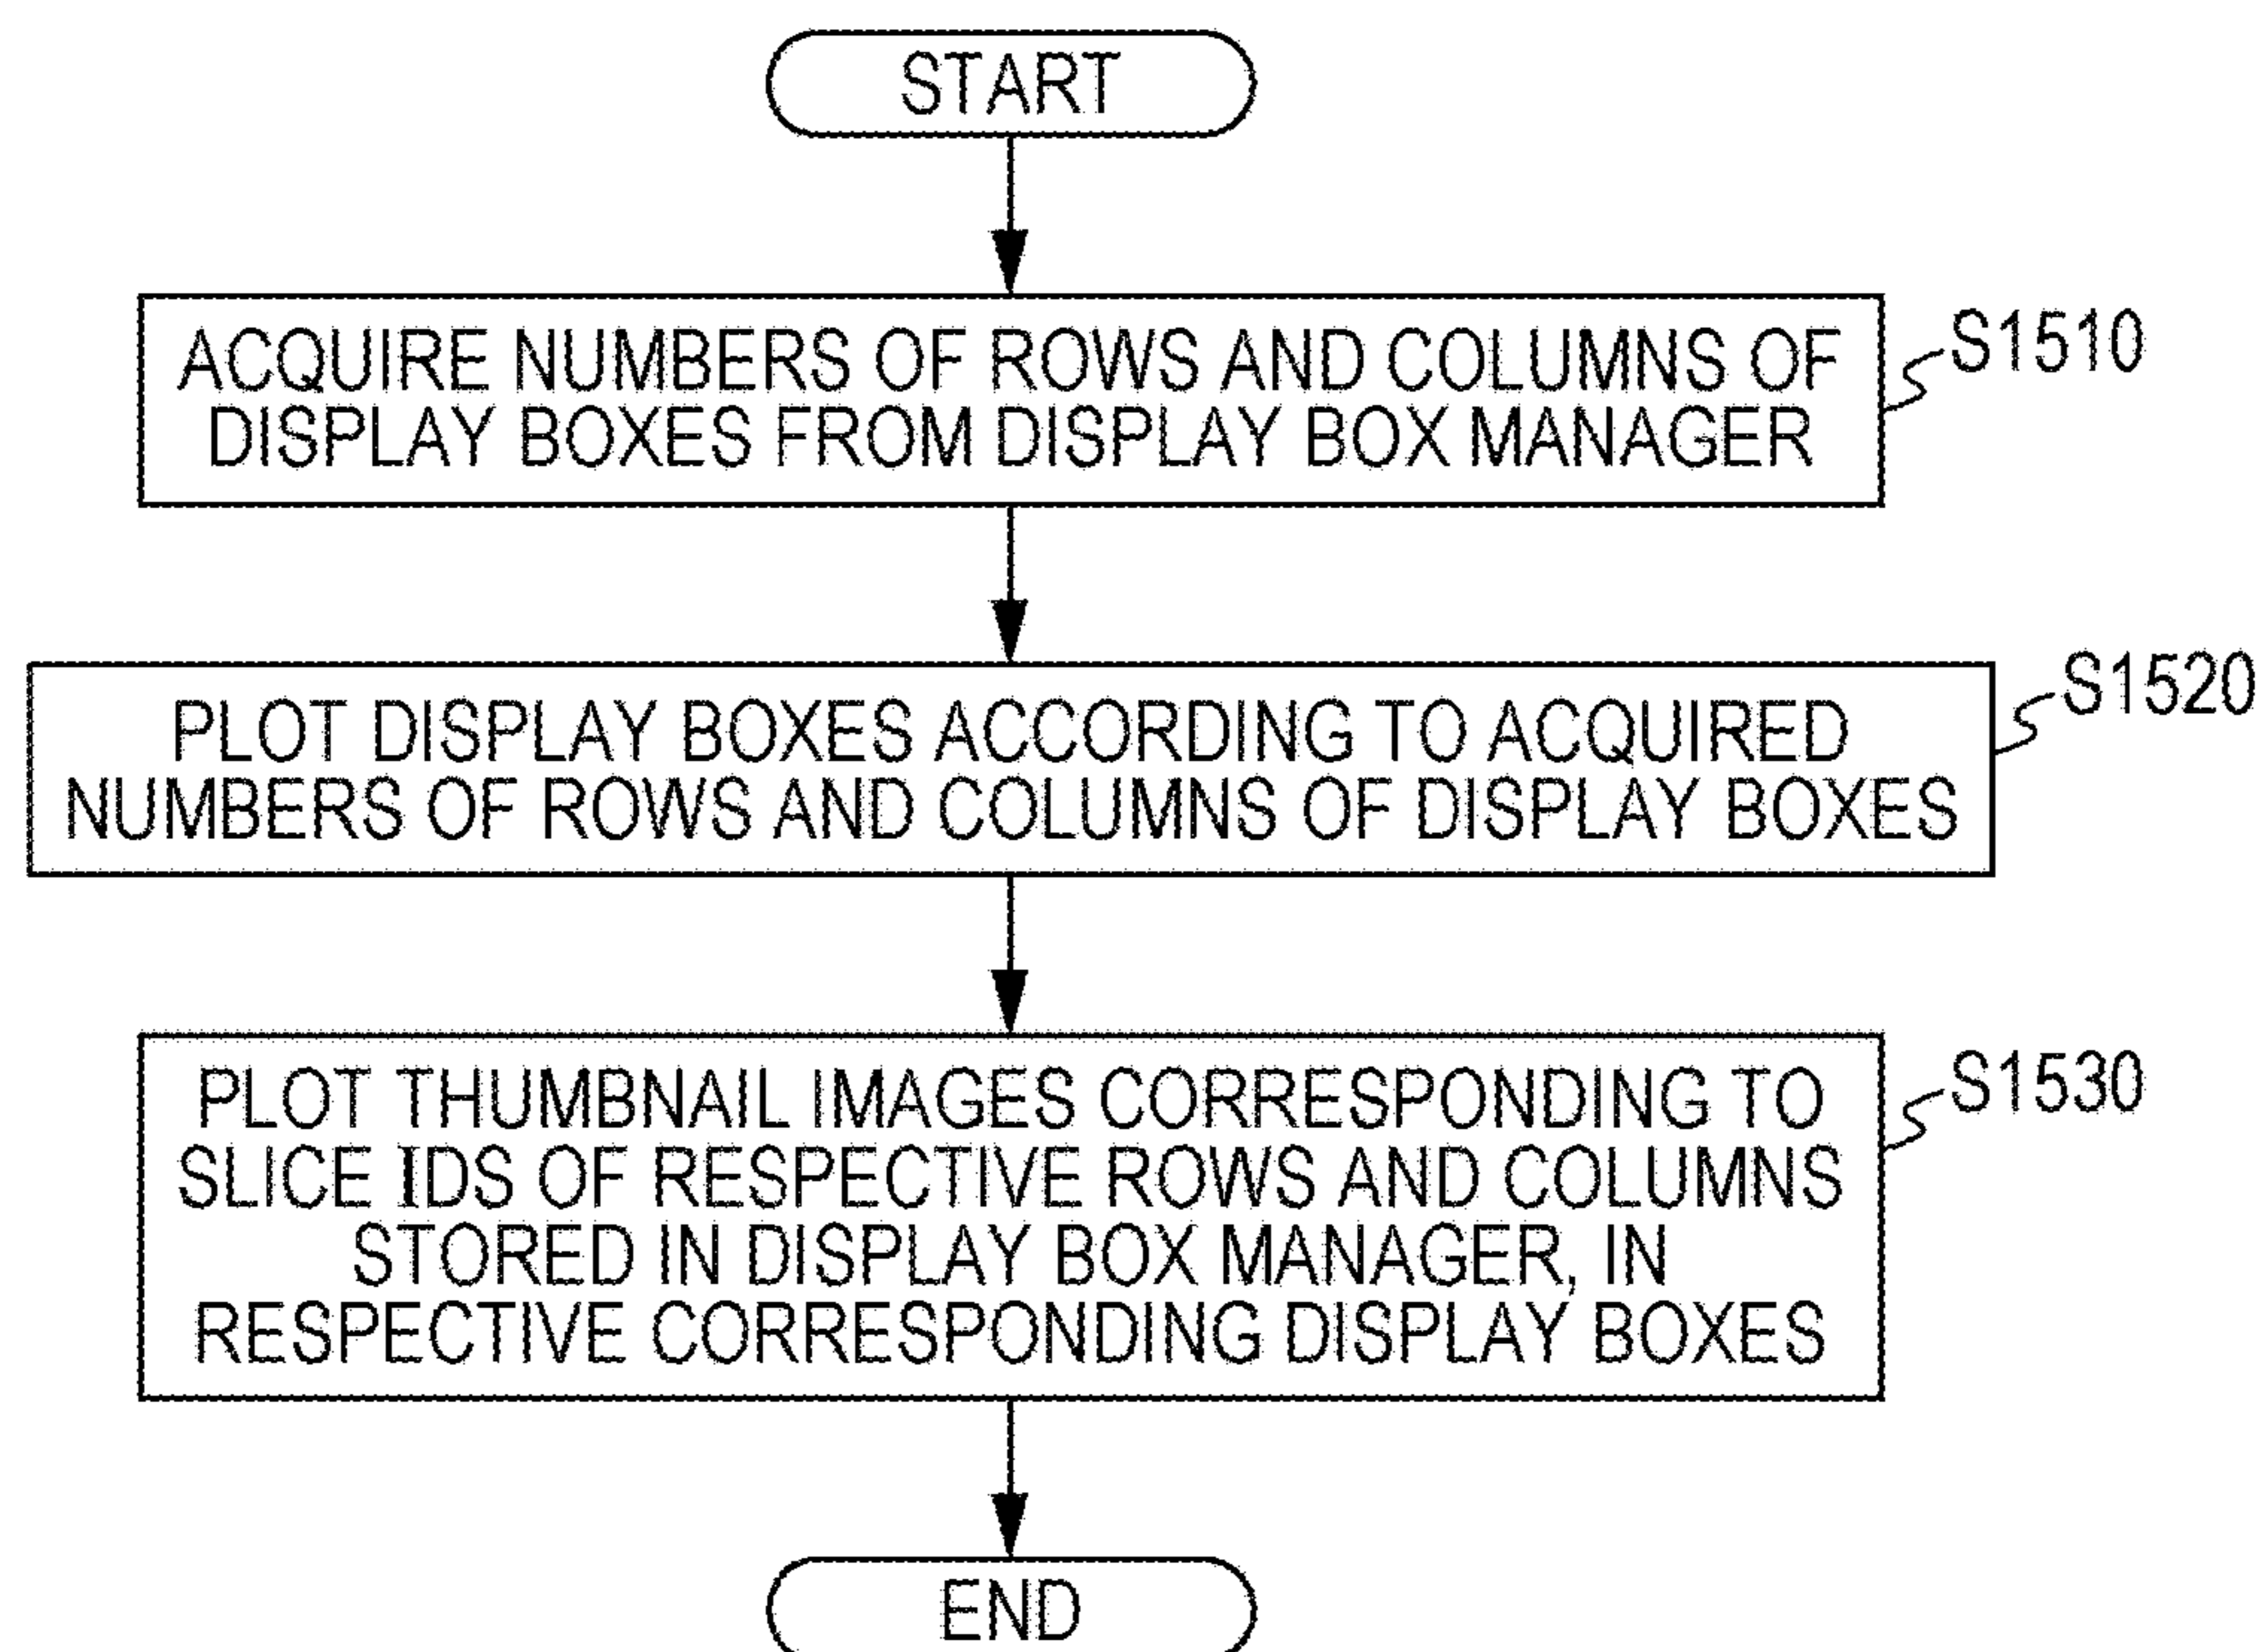 START
ACQUIRE NUMBERS OF ROWS AND COLUMNS OF
DISPLAY BOXES FROM DISPLAY BOX MANAGER
S1510
PLOT DISPLAY BOXES ACCORDING TO ACQUIRED
NUMBERS OF ROWS AND COLUMNS OF DISPLAY BOXES
S1520
PLOT THUMBNAIL IMAGES CORRESPONDING TO
SLICE IDS OF RESPECTIVE ROWS AND COLUMNS
STORED IN DISPLAY BOX MANAGER, IN
RESPECTIVE CORRESPONDING DISPLAY BOXES
S1530
END